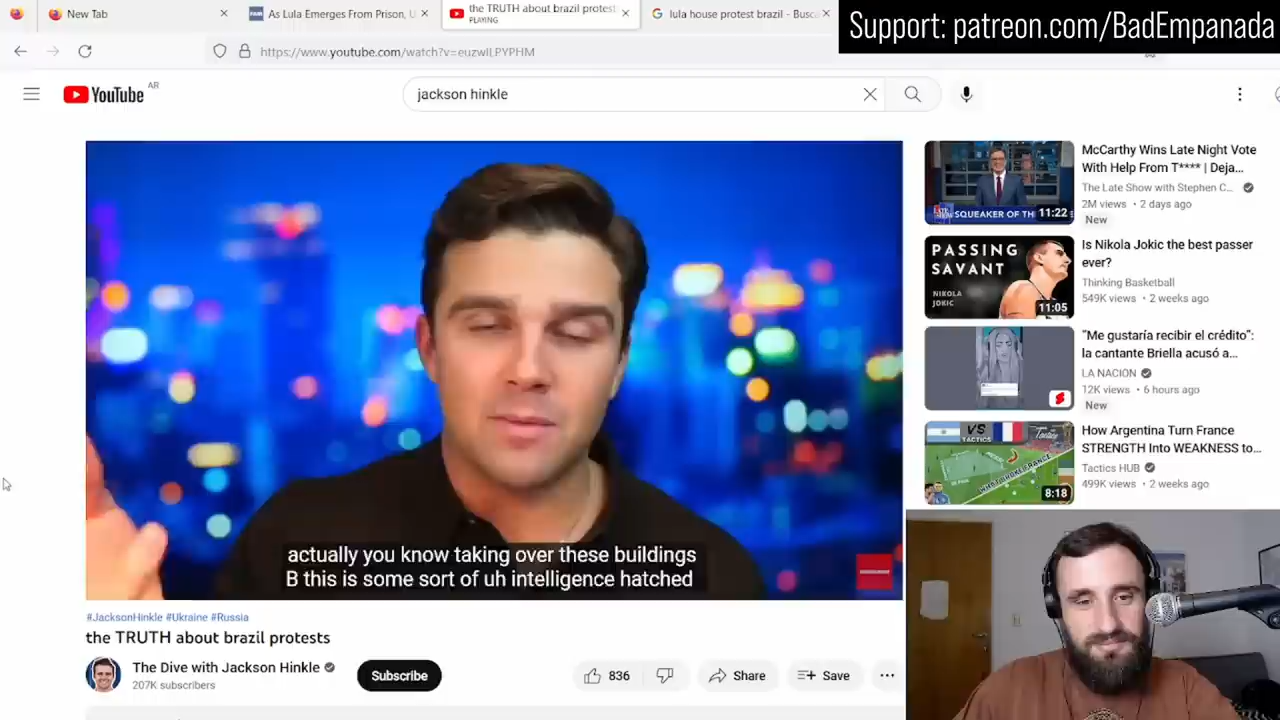 New Tab
As Lula Emerges From Prison, U
the TRUTH about brazil protest
PLAYING
lula house protest brazil - Busca
Support: patreon.com/BadEmpanada
https://www.youtube.com/watch?v=euzwILPYPHM
YouTube AR
jackson hinkle
actually you know taking over these buildings
B this is some sort of uh intelligence hatched
#JacksonHinkle #Ukraine #Russia
the TRUTH about brazil protests
The Dive with Jackson Hinkle
207K subscribers
Subscribe
836
Share
Save
SQUEAKER OF TH
11:22
McCarthy Wins Late Night Vote
With Help From T**** | Deja...
The Late Show with Stephen C...
2M views • 2 days ago
New
PASSING
SAVANT
NIKOLA
JOKIC
11:05
Is Nikola Jokic the best passer
ever?
Thinking Basketball
549K views • 2 weeks ago
"Me gustaría recibir el crédito":
la cantante Briella acusó a...
LA NACION
12K views • 6 hours ago
New
VS
TACTICS
WHAT BROKE FRANCE
8:18
How Argentina Turn France
STRENGTH Into WEAKNESS to...
Tactics HUB
499K views • 2 weeks ago